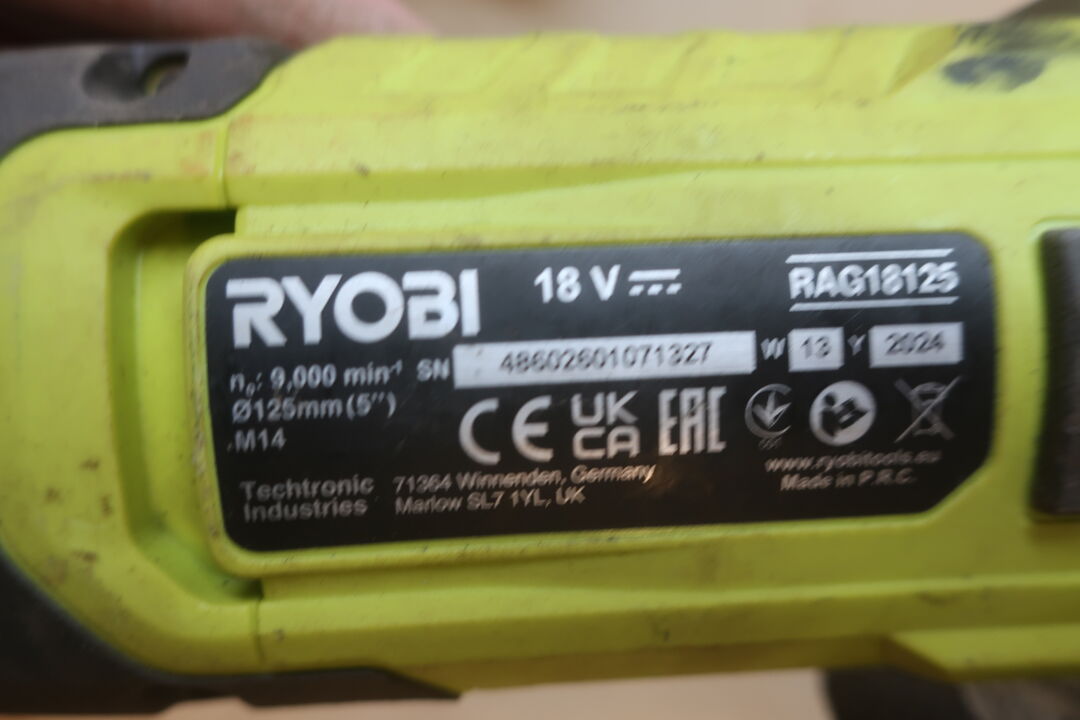 RYOBI 18 V RAG18125
n₀: 9,000 min⁻¹ SN 48602601071327 W 13 Y 2024
Ø125mm (5")
M14
CE UK CA EAC
Techtronic Industries
71364 Winnenden, Germany
Marlow SL7 1YL, UK
www.ryobitools.eu
Made in P.R.C.